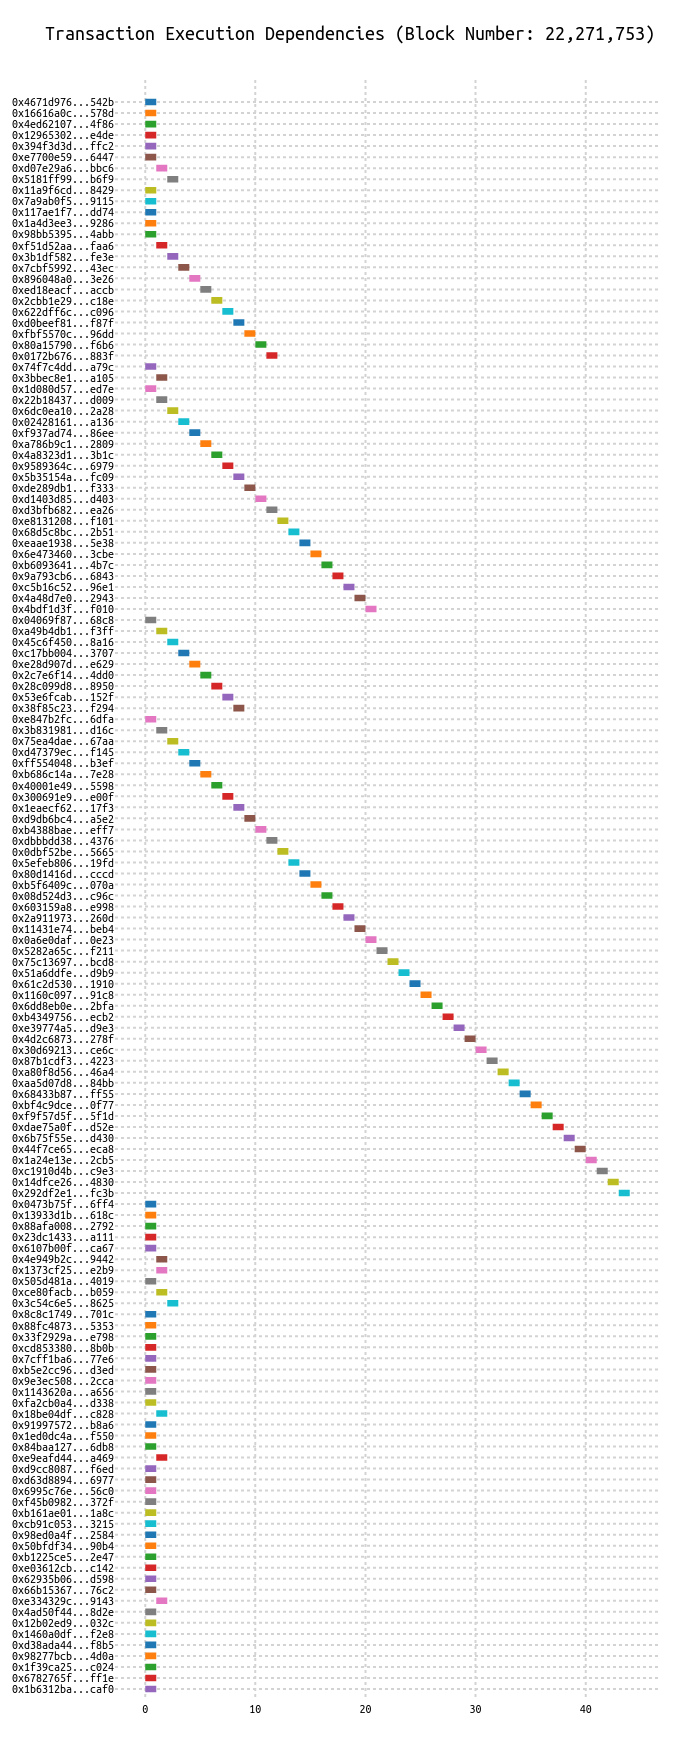 Transaction Execution Dependencies (Block Number: 22,271,753)
0x4671d976...542b
0x16616a0c...578d
0x4ed62107...4f86
0x12965302...e4de
0x394f3d3d...ffc2
0xe7700e59...6447
0xd07e29a6...bbc6
0x5181ff99...b6f9
0x11a9f6cd...8429
0x7a9ab0f5...9115
0x117ae1f7...dd74
0x1a4d3ee3...9286
0x98bb5395...4abb
0xf51d52aa...faa6
0x3b1df582...fe3e
0x7cbf5992...43ec
0x896048a0...3e26
0xed18eacf...accb
0x2cbb1e29...c18e
0x622dff6c...c096
0xd0beef81...f87f
0xfbf5570c...96dd
0x80a15790...f6b6
0x0172b676...883f
0x74f7c4dd...a79c
0x3bbec8e1...a105
0x1d080d57...ed7e
0x22b18437...d009
0x6dc0ea10...2a28
0x02428161...a136
0xf937ad74...86ee
0xa786b9c1...2809
0x4a8323d1...3b1c
0x9589364c...6979
0x5b35154a...fc09
0xde289db1...f333
0xd1403d85...d403
0xd3bfb682...ea26
0xe8131208...f101
0x68d5c8bc...2b51
0xeaae1938...5e38
0x6e473460...3cbe
0xb6093641...4b7c
0x9a793cb6...6843
0xc5b16c52...96e1
0x4a48d7e0...2943
0x4bdf1d3f...f010
0x04069f87...68c8
0xa49b4db1...f3ff
0x45c6f450...8a16
0xc17bb004...3707
0xe28d907d...e629
0x2c7e6f14...4dd0
0x28c099d8...8950
0x53e6fcab...152f
0x38f85c23...f294
0xe847b2fc...6dfa
0x3b831981...d16c
0x75ea4dae...67aa
0xd47379ec...f145
0xff554048...b3ef
0xb686c14a...7e28
0x40001e49...5598
0x300691e9...e00f
0x1eaecf62...17f3
0xd9db6bc4...a5e2
0xb4388bae...eff7
0xdbbbdd38...4376
0x0dbf52be...5665
0x5efeb806...19fd
0x80d1416d...cccd
0xb5f6409c...070a
0x08d524d3...c96c
0x603159a8...e998
0x2a911973...260d
0x11431e74...beb4
0x0a6e0daf...0e23
0x5282a65c...f211
0x75c13697...bcd8
0x51a6ddfe...d9b9
0x61c2d530...1910
0x1160c097...91c8
0x6dd8eb0e...2bfa
0xb4349756...ecb2
0xe39774a5...d9e3
0x4d2c6873...278f
0x30d69213...ce6c
0x87b1cdf3...4223
0xa80f8d56...46a4
0xaa5d07d8...84bb
0x68433b87...ff55
0xbf4c9dce...0f77
0xf9f57d5f...5f1d
0xdae75a0f...d52e
0x6b75f55e...d430
0x44f7ce65...eca8
0x1a24e13e...2cb5
0xc1910d4b...c9e3
0x14dfce26...4830
0x292df2e1...fc3b
0x0473b75f...6ff4
0x13933d1b...618c
0x88afa008...2792
0x23dc1433...a111
0x6107b00f...ca67
0x4e949b2c...9442
0x1373cf25...e2b9
0x505d481a...4019
0xce80facb...b059
0x3c54c6e5...8625
0x8c8c1749...701c
0x88fc4873...5353
0x33f2929a...e798
0xcd853380...8b0b
0x7cff1ba6...77e6
0xb5e2cc96...d3ed
0x9e3ec508...2cca
0x1143620a...a656
0xfa2cb0a4...d338
0x18be04df...c828
0x91997572...b8a6
0x1ed0dc4a...f550
0x84baa127...6db8
0xe9eafd44...a469
0xd9cc8087...f6ed
0xd63d8894...6977
0x6995c76e...56c0
0xf45b0982...372f
0xb161ae01...1a8c
0xcb91c053...3215
0x98ed0a4f...2584
0x50bfdf34...90b4
0xb1225ce5...2e47
0xe03612cb...c142
0x62935b06...d598
0x66b15367...76c2
0xe334329c...9143
0x4ad50f44...8d2e
0x12b02ed9...032c
0x1460a0df...f2e8
0xd38ada44...f8b5
0x98277bcb...4d0a
0x1f39ca25...c024
0x6782765f...ff1e
0x1b6312ba...caf0
0 10 20 30 40